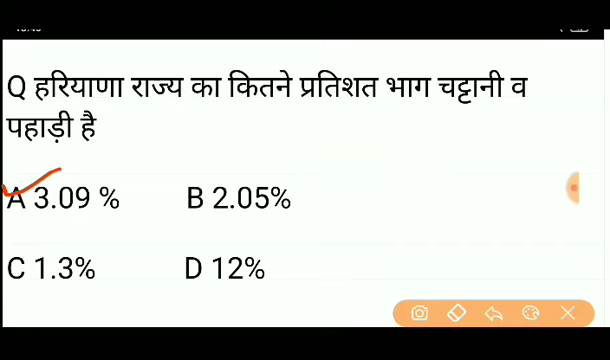 Q हरियाणा राज्य का कितने प्रतिशत भाग चट्टानी व
पहाड़ी है
A 3.09 % B 2.05%
C 1.3% D 12%